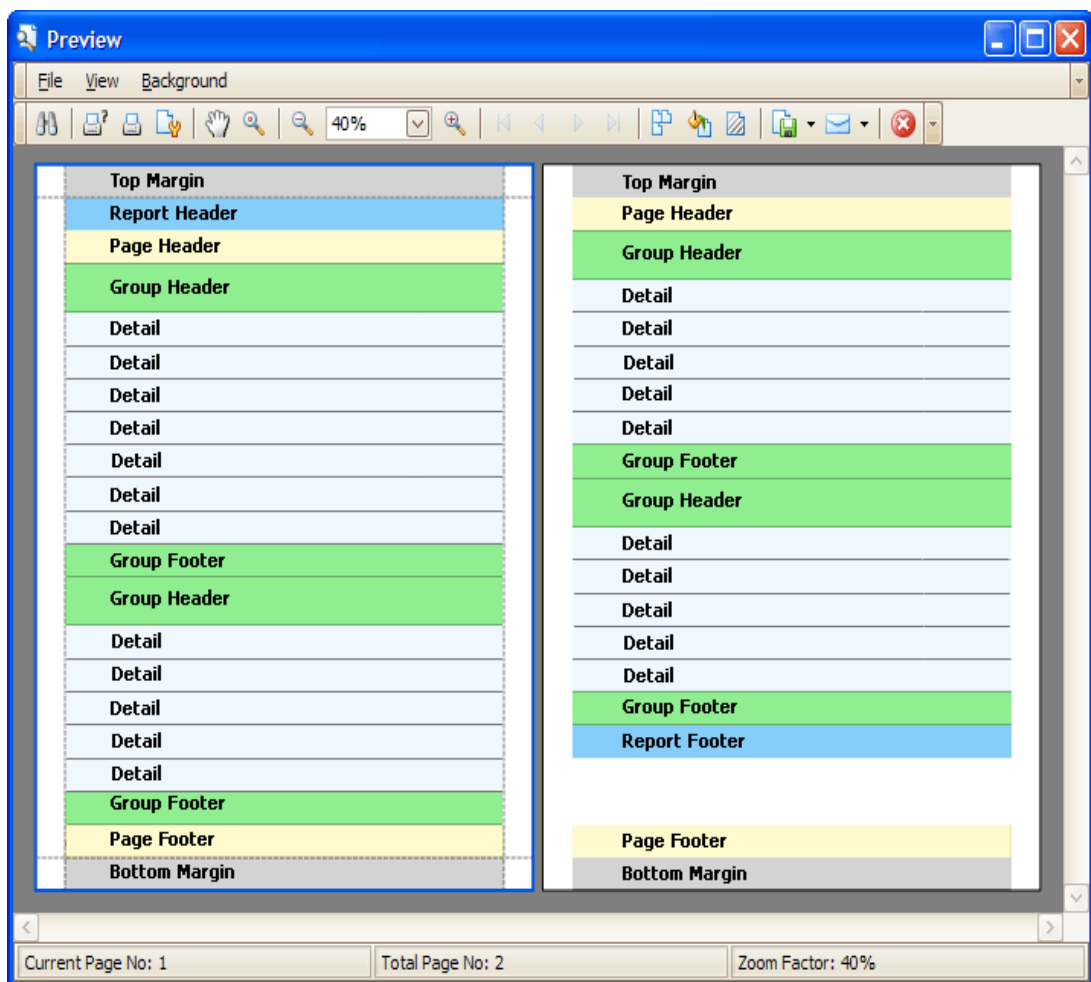 Preview
File View Background
40%
Top Margin
Report Header
Page Header
Group Header
Detail
Detail
Detail
Detail
Detail
Detail
Detail
Group Footer
Group Header
Detail
Detail
Detail
Detail
Detail
Group Footer
Page Footer
Bottom Margin
Top Margin
Page Header
Group Header
Detail
Detail
Detail
Detail
Detail
Group Footer
Group Header
Detail
Detail
Detail
Detail
Detail
Group Footer
Report Footer
Page Footer
Bottom Margin
Current Page No: 1 Total Page No: 2 Zoom Factor: 40%